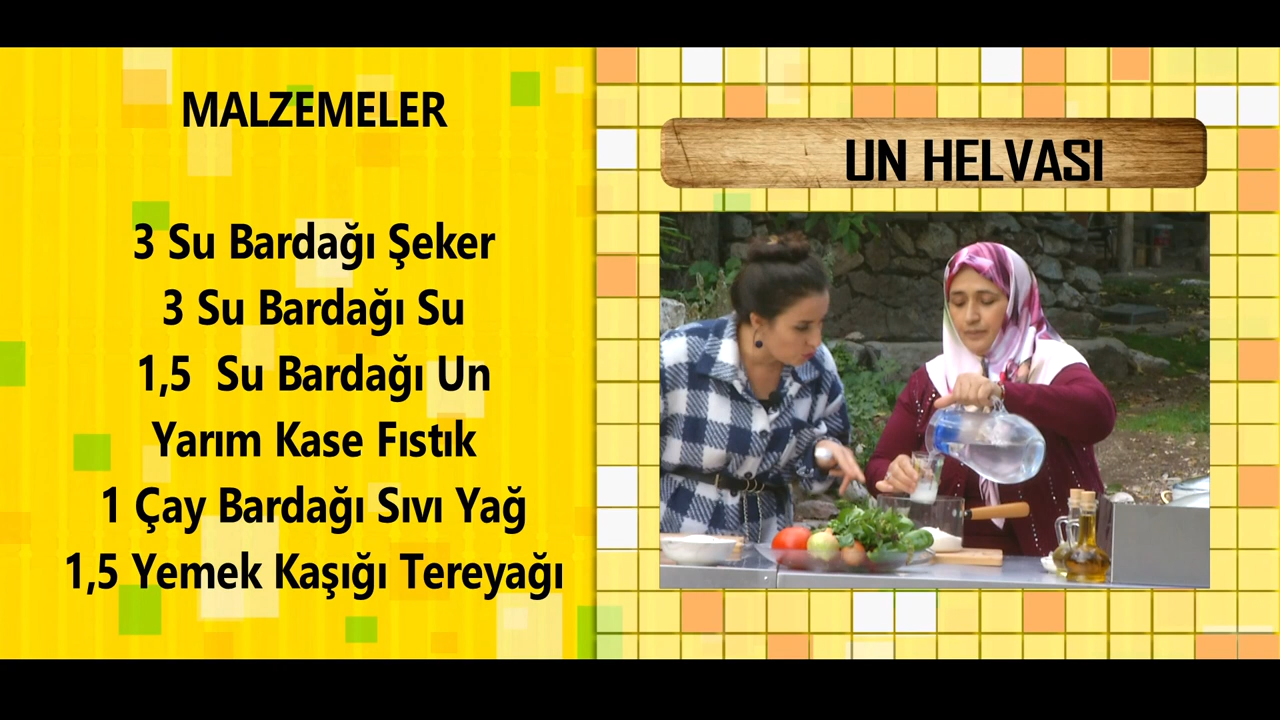 MALZEMELER
3 Su Bardağı Şeker
3 Su Bardağı Su
1,5 Su Bardağı Un
Yarım Kase Fıstık
1 Çay Bardağı Sıvı Yağ
1,5 Yemek Kaşığı Tereyağı
UN HELVASI